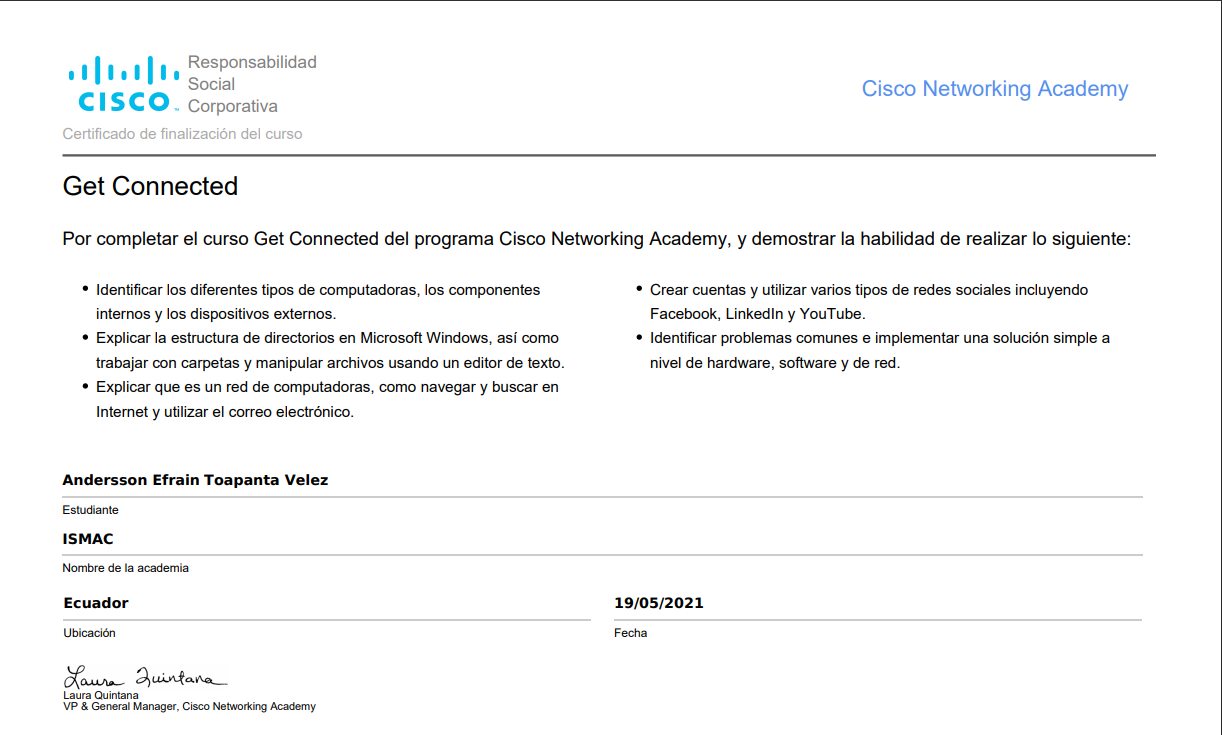 CISCO
Responsabilidad
Social
Corporativa
Cisco Networking Academy
Certificado de finalización del curso
Get Connected
Por completar el curso Get Connected del programa Cisco Networking Academy, y demostrar la habilidad de realizar lo siguiente:
• Identificar los diferentes tipos de computadoras, los componentes
internos y los dispositivos externos.
• Explicar la estructura de directorios en Microsoft Windows, así como
trabajar con carpetas y manipular archivos usando un editor de texto.
• Explicar que es un red de computadoras, como navegar y buscar en
Internet y utilizar el correo electrónico.
• Crear cuentas y utilizar varios tipos de redes sociales incluyendo
Facebook, LinkedIn y YouTube.
• Identificar problemas comunes e implementar una solución simple a
nivel de hardware, software y de red.
Andersson Efrain Toapanta Velez
Estudiante
ISMAC
Nombre de la academia
Ecuador
Ubicación
19/05/2021
Fecha
Laura Quintana
Laura Quintana
VP & General Manager, Cisco Networking Academy